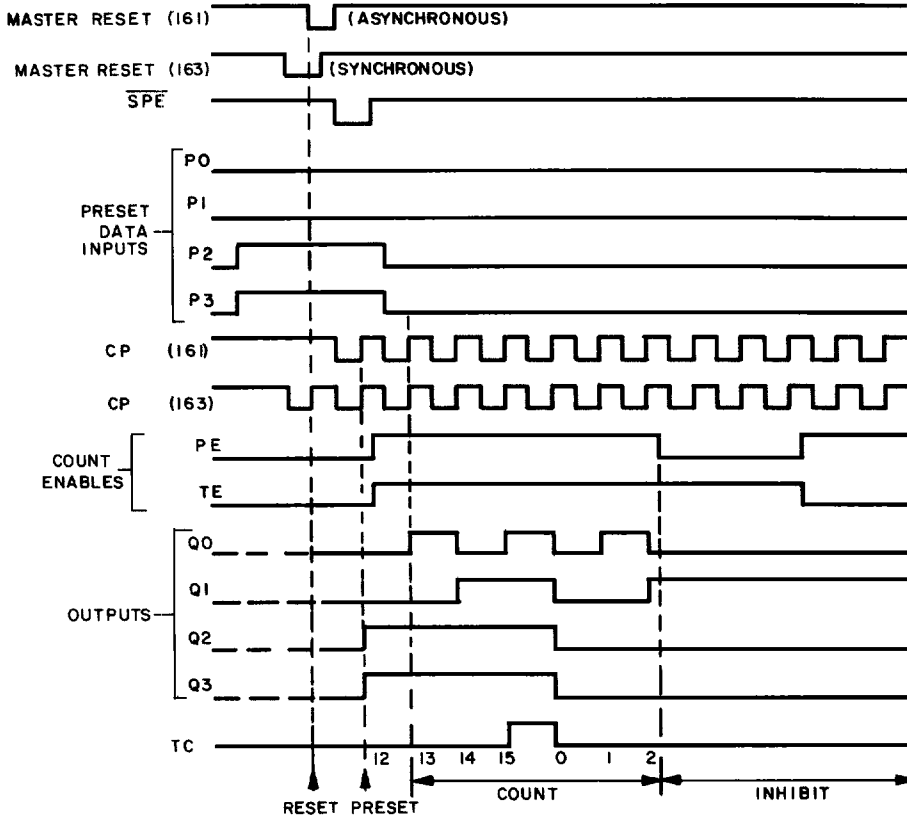 MASTER RESET (161) (ASYNCHRONOUS)
MASTER RESET (163) (SYNCHRONOUS)
SPE
PRESET DATA INPUTS
P0
P1
P2
P3
CP (161)
CP (163)
COUNT ENABLES
PE
TE
OUTPUTS
Q0
Q1
Q2
Q3
TC
12 13 14 15 0 1 2
RESET PRESET COUNT INHIBIT